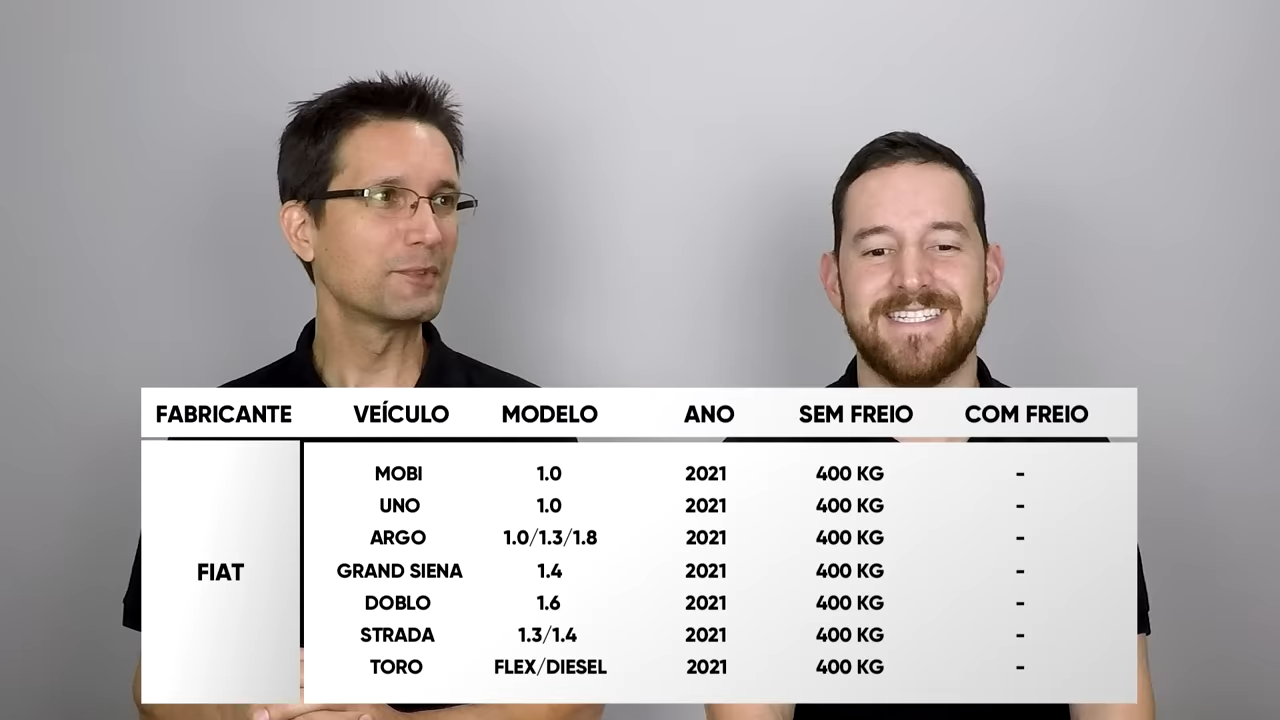 FABRICANTE VEÍCULO MODELO ANO SEM FREIO COM FREIO
MOBI 1.0 2021 400 KG -
UNO 1.0 2021 400 KG -
ARGO 1.0/1.3/1.8 2021 400 KG -
FIAT GRAND SIENA 1.4 2021 400 KG -
DOBLO 1.6 2021 400 KG -
STRADA 1.3/1.4 2021 400 KG -
TORO FLEX/DIESEL 2021 400 KG -